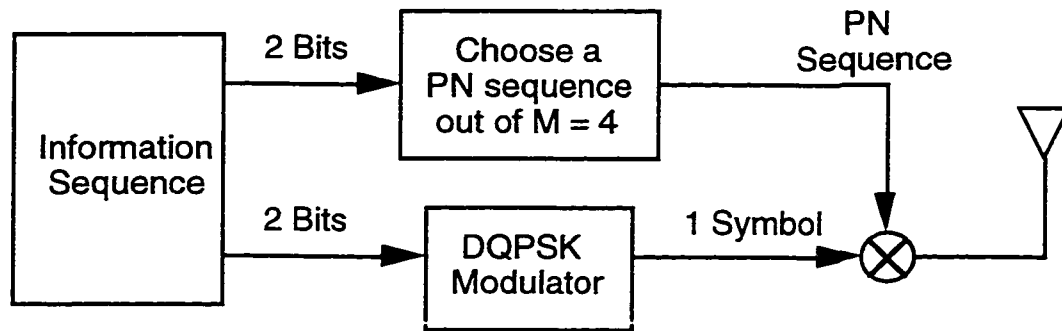 2 Bits
Choose a
PN sequence
out of M = 4
PN
Sequence
Information
Sequence
2 Bits
DQPSK
Modulator
1 Symbol